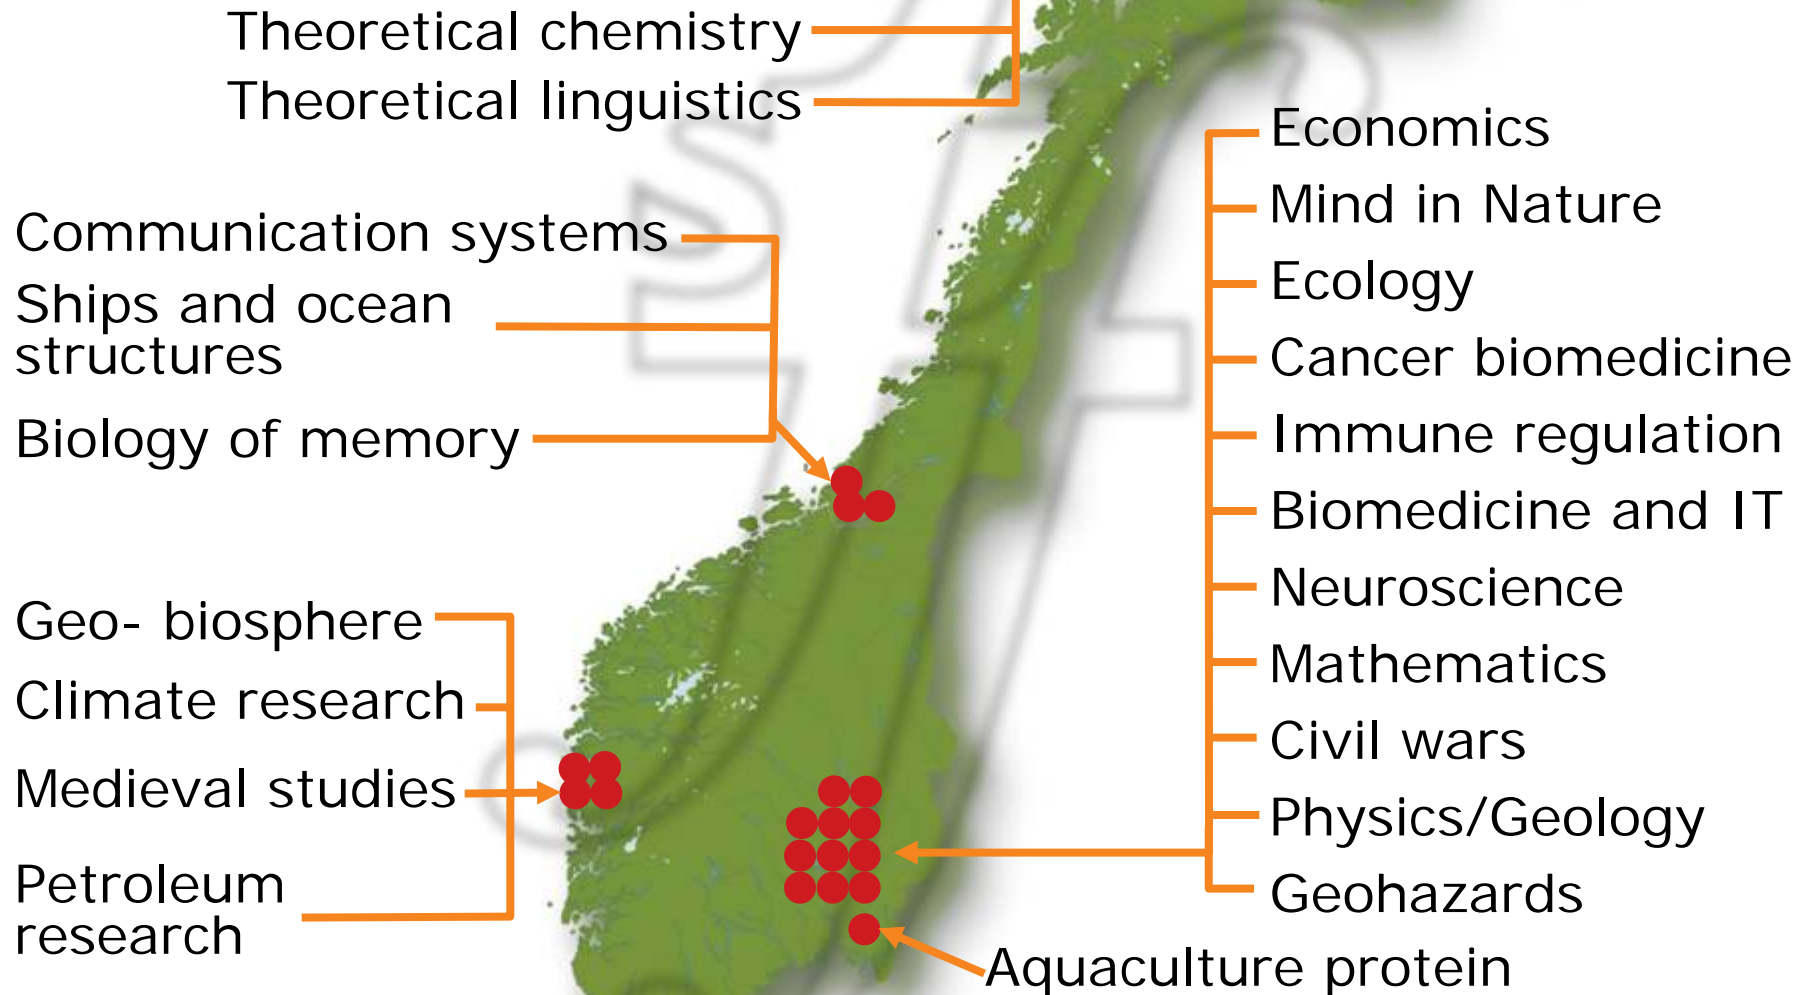 Theoretical chemistry
Theoretical linguistics
Communication systems
Ships and ocean
structures
Biology of memory
Geo- biosphere
Climate research
Medieval studies
Petroleum
research
Economics
Mind in Nature
Ecology
Cancer biomedicine
Immune regulation
Biomedicine and IT
Neuroscience
Mathematics
Civil wars
Physics/Geology
Geohazards
Aquaculture protein